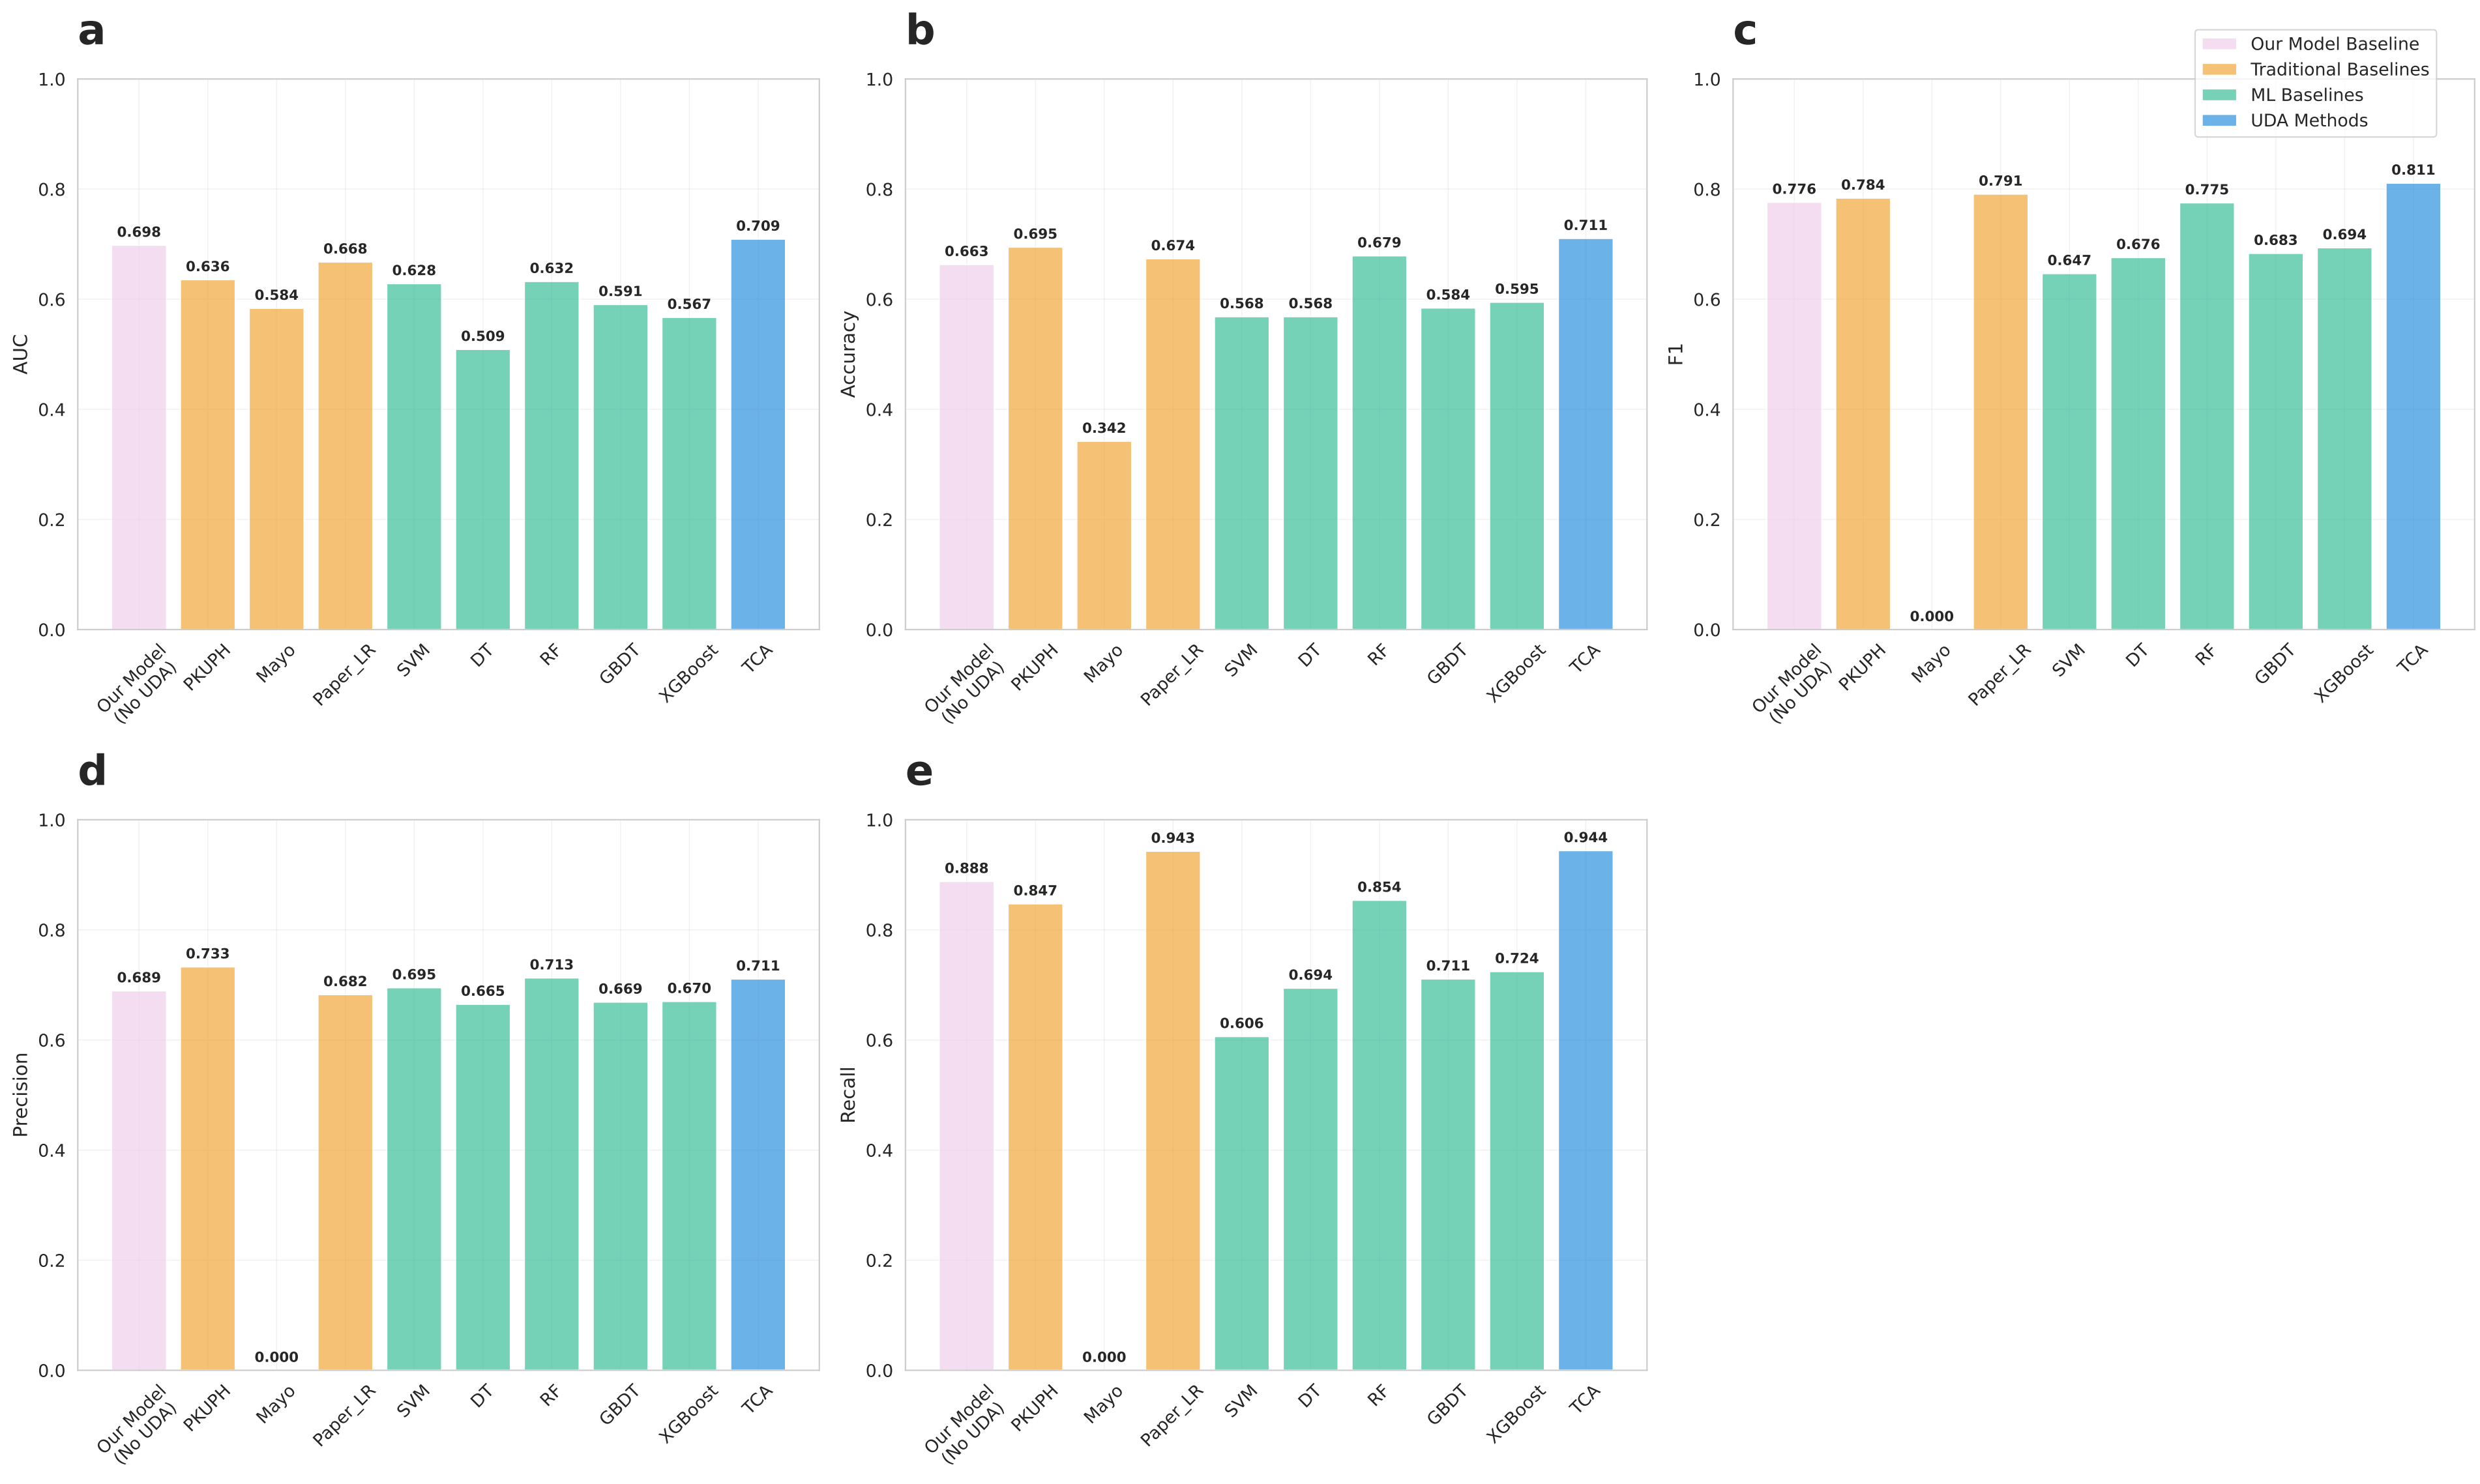 a
1.0
0.8
0.6
0.4
0.2
0.0
AUC
0.698
0.636
0.584
0.668
0.628
0.509
0.632
0.591
0.567
0.709
Our Model
(No UDA)
PKUPH
Mayo
Paper_LR
SVM
DT
RF
GBDT
XGBoost
TCA
b
1.0
0.8
0.6
0.4
0.2
0.0
Accuracy
0.663
0.695
0.342
0.674
0.568
0.568
0.679
0.584
0.595
0.711
Our Model
(No UDA)
PKUPH
Mayo
Paper_LR
SVM
DT
RF
GBDT
XGBoost
TCA
c
Our Model Baseline
Traditional Baselines
ML Baselines
UDA Methods
1.0
0.8
0.6
0.4
0.2
0.0
F1
0.776
0.784
0.000
0.791
0.647
0.676
0.775
0.683
0.694
0.811
Our Model
(No UDA)
PKUPH
Mayo
Paper_LR
SVM
DT
RF
GBDT
XGBoost
TCA
d
1.0
0.8
0.6
0.4
0.2
0.0
Precision
0.689
0.733
0.000
0.682
0.695
0.665
0.713
0.669
0.670
0.711
Our Model
(No UDA)
PKUPH
Mayo
Paper_LR
SVM
DT
RF
GBDT
XGBoost
TCA
e
1.0
0.8
0.6
0.4
0.2
0.0
Recall
0.888
0.847
0.000
0.943
0.606
0.694
0.854
0.711
0.724
0.944
Our Model
(No UDA)
PKUPH
Mayo
Paper_LR
SVM
DT
RF
GBDT
XGBoost
TCA